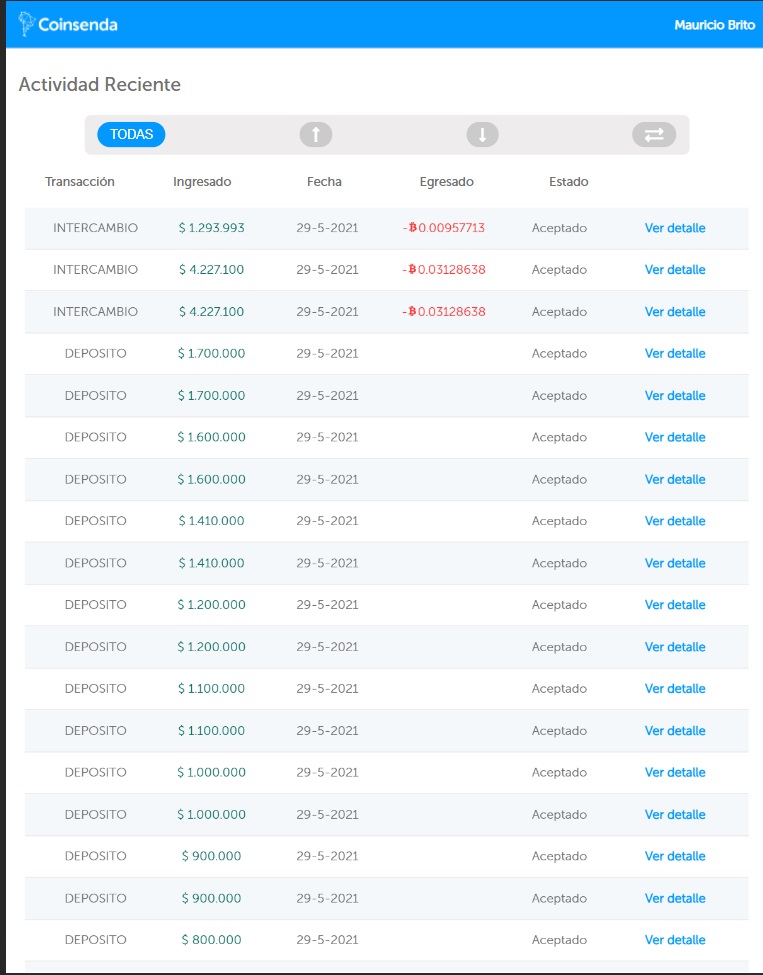 Coinsenda
Mauricio Brito
Actividad Reciente
TODAS
Transacción Ingresado Fecha Egresado Estado
INTERCAMBIO $ 1.293.993 29-5-2021 -₿0.00957713 Aceptado Ver detalle
INTERCAMBIO $ 4.227.100 29-5-2021 -₿0.03128638 Aceptado Ver detalle
INTERCAMBIO $ 4.227.100 29-5-2021 -₿0.03128638 Aceptado Ver detalle
DEPOSITO $ 1.700.000 29-5-2021 Aceptado Ver detalle
DEPOSITO $ 1.700.000 29-5-2021 Aceptado Ver detalle
DEPOSITO $ 1.600.000 29-5-2021 Aceptado Ver detalle
DEPOSITO $ 1.600.000 29-5-2021 Aceptado Ver detalle
DEPOSITO $ 1.410.000 29-5-2021 Aceptado Ver detalle
DEPOSITO $ 1.410.000 29-5-2021 Aceptado Ver detalle
DEPOSITO $ 1.200.000 29-5-2021 Aceptado Ver detalle
DEPOSITO $ 1.200.000 29-5-2021 Aceptado Ver detalle
DEPOSITO $ 1.100.000 29-5-2021 Aceptado Ver detalle
DEPOSITO $ 1.100.000 29-5-2021 Aceptado Ver detalle
DEPOSITO $ 1.000.000 29-5-2021 Aceptado Ver detalle
DEPOSITO $ 1.000.000 29-5-2021 Aceptado Ver detalle
DEPOSITO $ 900.000 29-5-2021 Aceptado Ver detalle
DEPOSITO $ 900.000 29-5-2021 Aceptado Ver detalle
DEPOSITO $ 800.000 29-5-2021 Aceptado Ver detalle